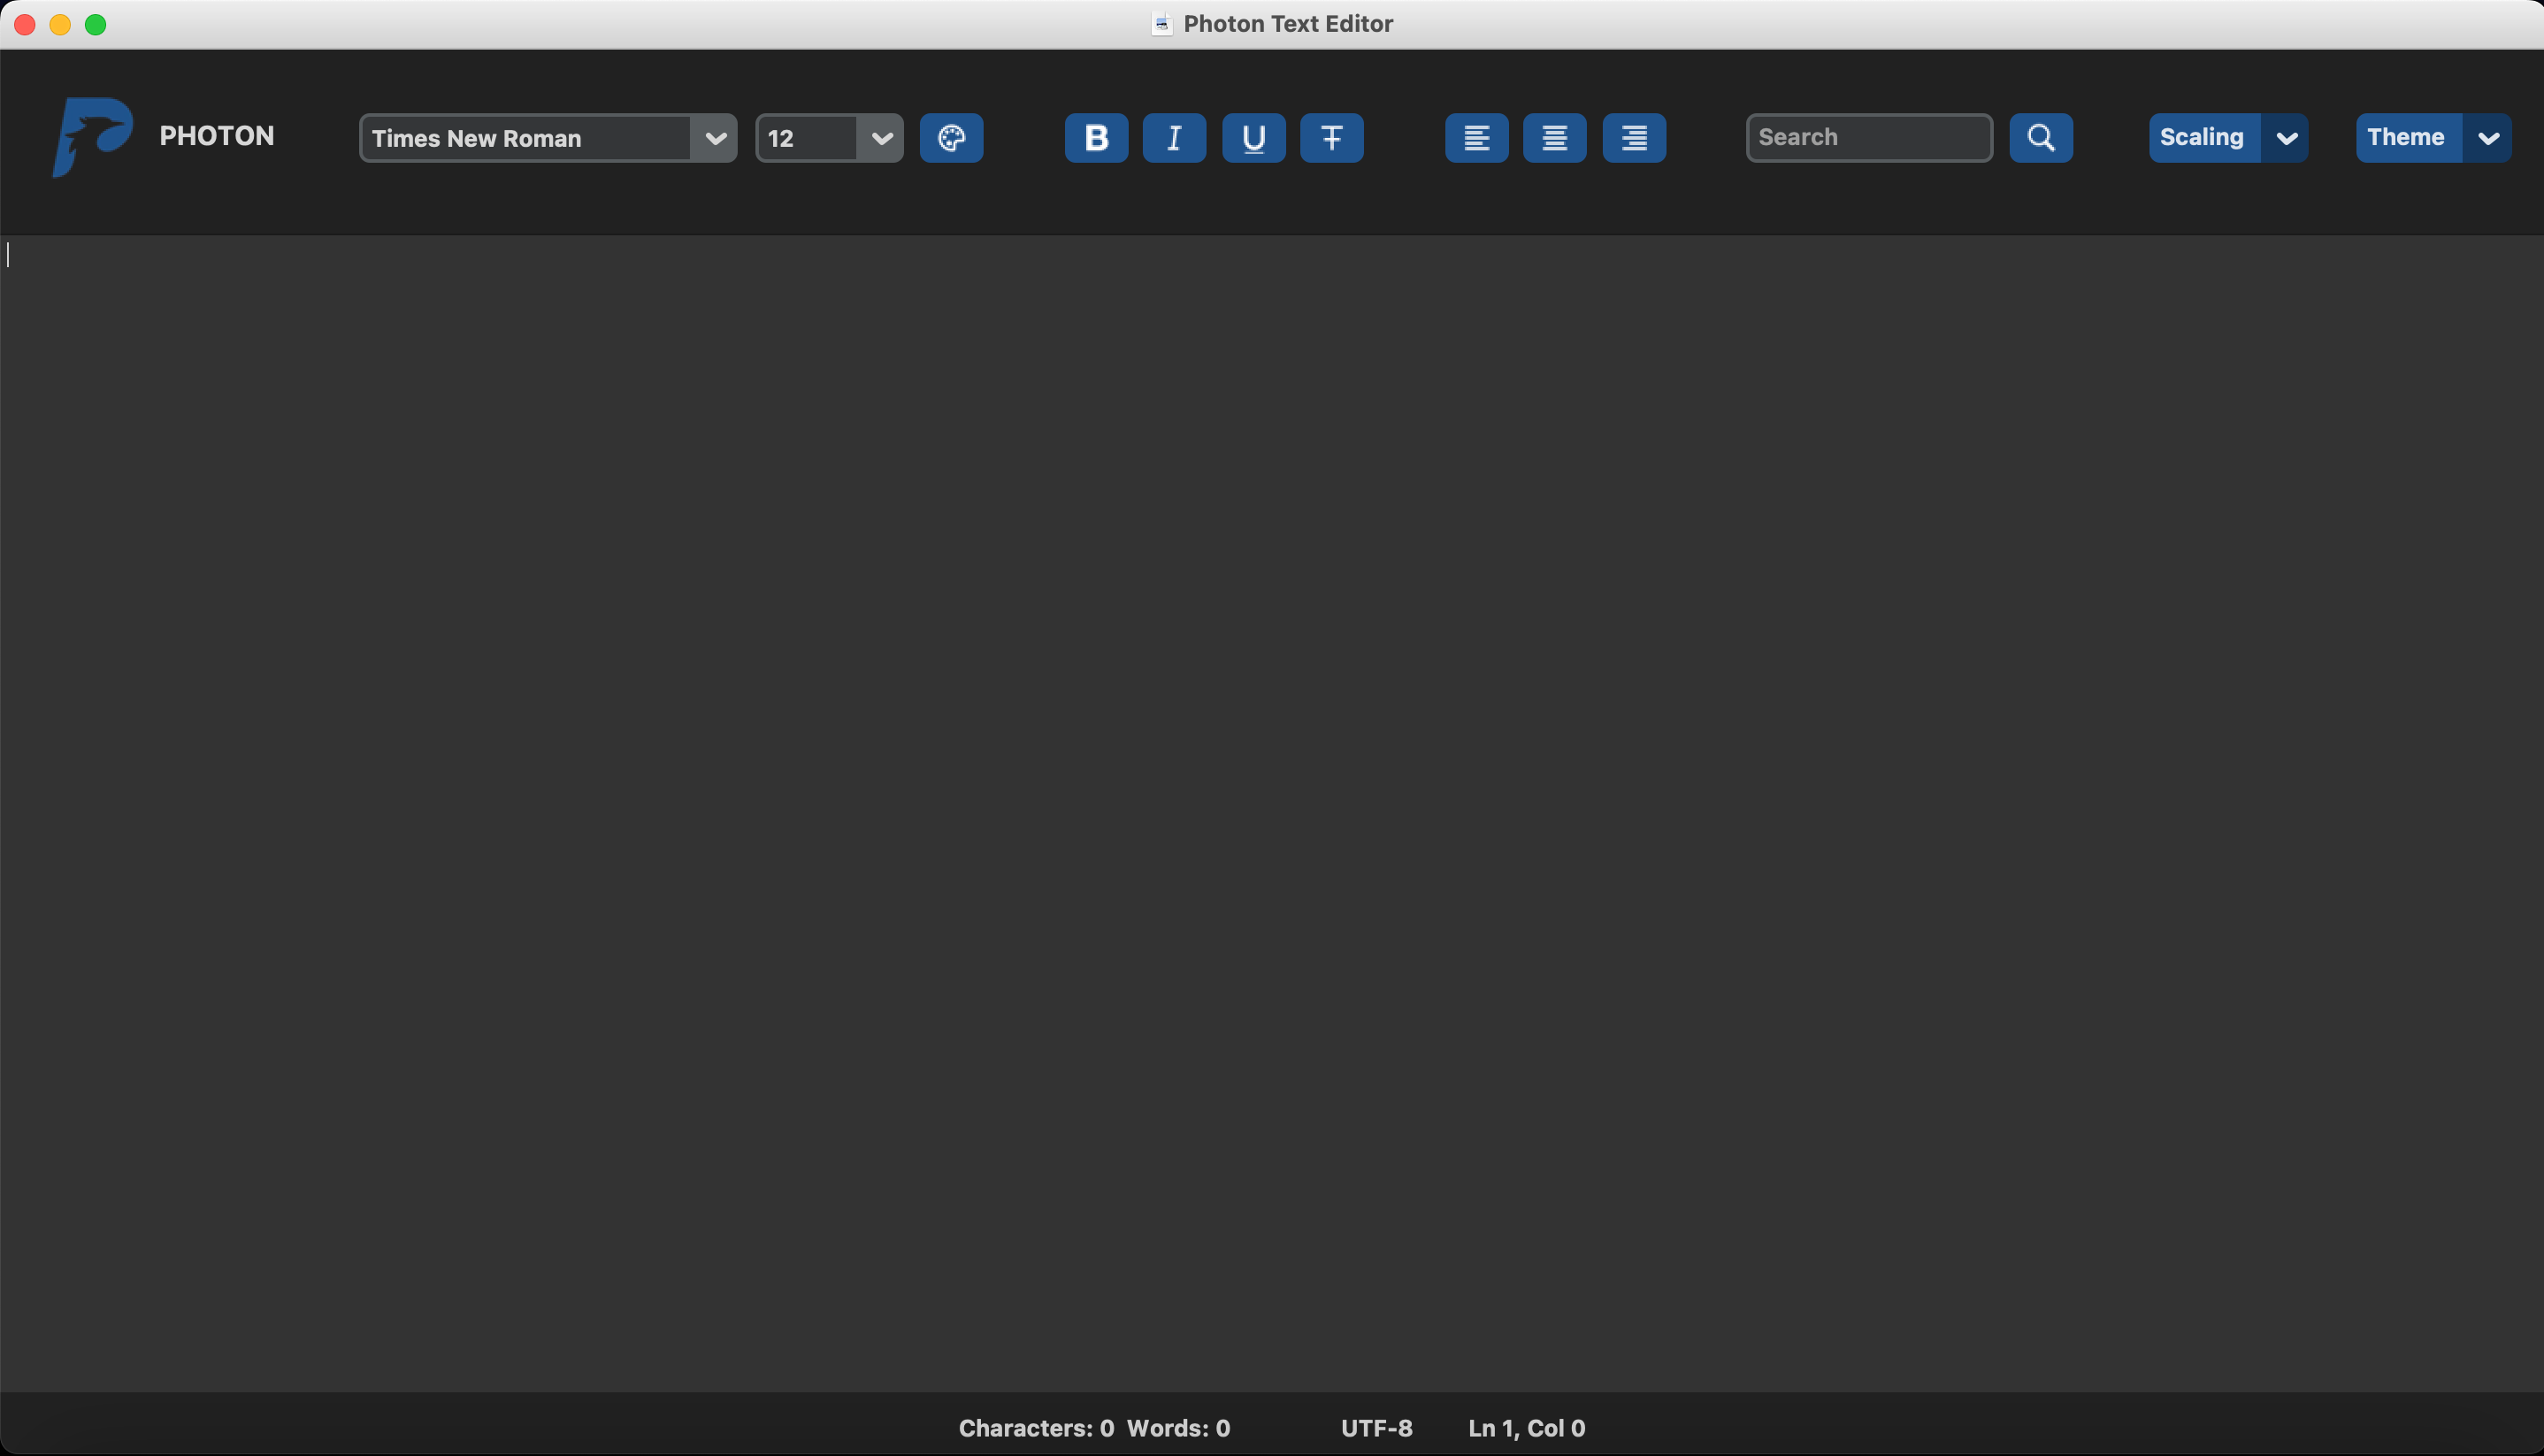 Photon Text Editor
PHOTON Times New Roman 12 B I U T Search Scaling Theme
Characters: 0 Words: 0 UTF-8 Ln 1, Col 0